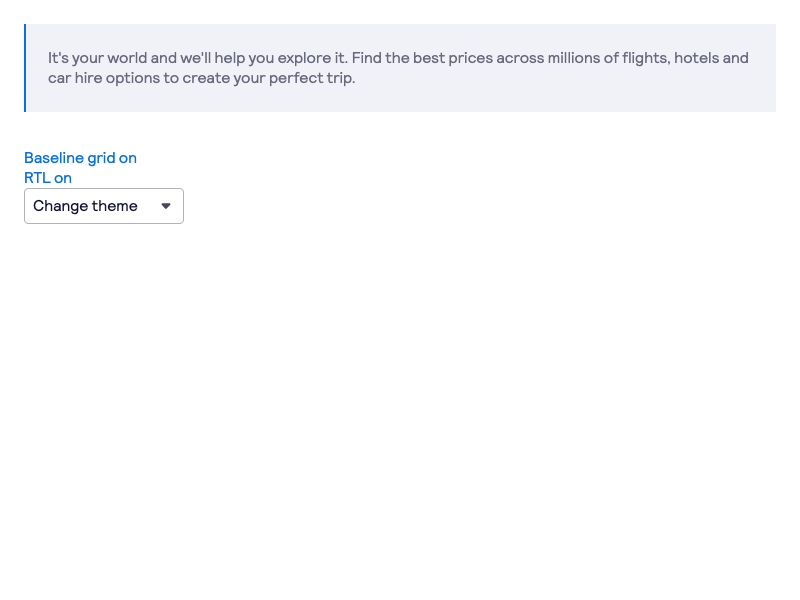 It's your world and we'll help you explore it. Find the best prices across millions of flights, hotels and
car hire options to create your perfect trip.
Baseline grid on
RTL on
Change theme